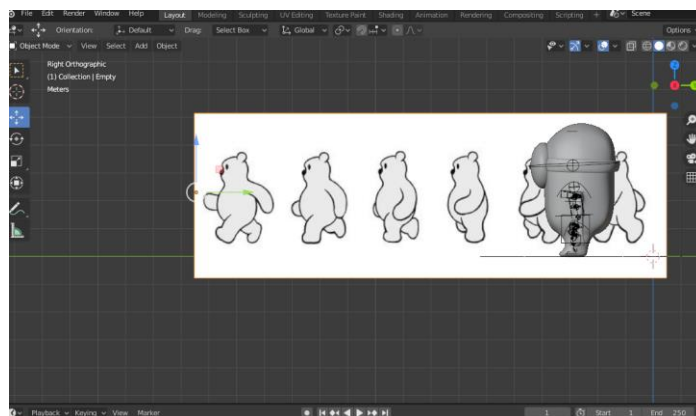 File Edit Render Window Help Layout Modeling Sculpting UV Editing Texture Paint Shading Animation Rendering Compositing Scripting + Scene
Orientation: Default Drag: Select Box Global Options
Object Mode View Select Add Object
Right Orthographic
(1) Collection | Empty
Meters
Z
X
Playback Keying View Marker 1 Start 1 End 250